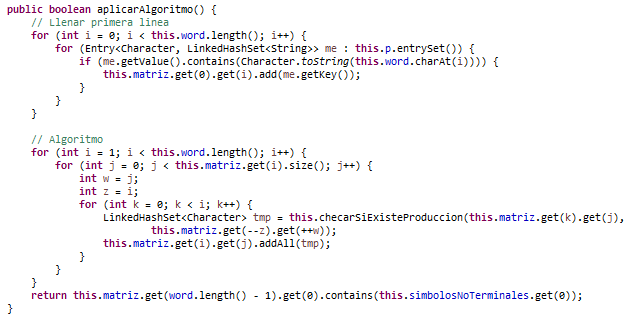 public boolean aplicarAlgoritmo() {
    // Llenar primera linea
    for (int i = 0; i < this.word.length(); i++) {
        for (Entry<Character, LinkedHashSet<String>> me : this.p.entrySet()) {
            if (me.getValue().contains(Character.toString(this.word.charAt(i)))) {
                this.matriz.get(0).get(i).add(me.getKey());
            }
        }
    }

    // Algoritmo
    for (int i = 1; i < this.word.length(); i++) {
        for (int j = 0; j < this.matriz.get(i).size(); j++) {
            int w = j;
            int z = i;
            for (int k = 0; k < i; k++) {
                LinkedHashSet<Character> tmp = this.checarSiExisteProduccion(this.matriz.get(k).get(j),
                        this.matriz.get(--z).get(++w));
                this.matriz.get(i).get(j).addAll(tmp);
            }
        }
    }
    return this.matriz.get(word.length() - 1).get(0).contains(this.simbolosNoTerminales.get(0));
}